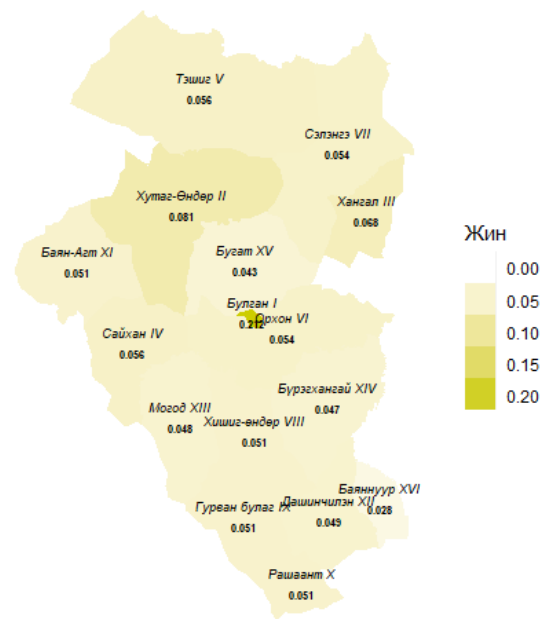 Тэшиг V
0.056
Сэлэнгэ VII
0.054
Хутаг-Өндөр II
0.081
Хангал III
0.068
Баян-Агт XI
0.051
Бугат XV
0.043
Жин
0.00
0.05
0.10
0.15
0.20
Булган I
0.212
Орхон VI
0.054
Сайхан IV
0.056
Бүрэгхангай XIV
0.047
Могод XIII
0.048
Хишиг-өндөр VIII
0.051
Баяннуур XVI
0.028
Гурван булаг IX
0.051
Дашинчилэн XII
0.049
Рашаант X
0.051